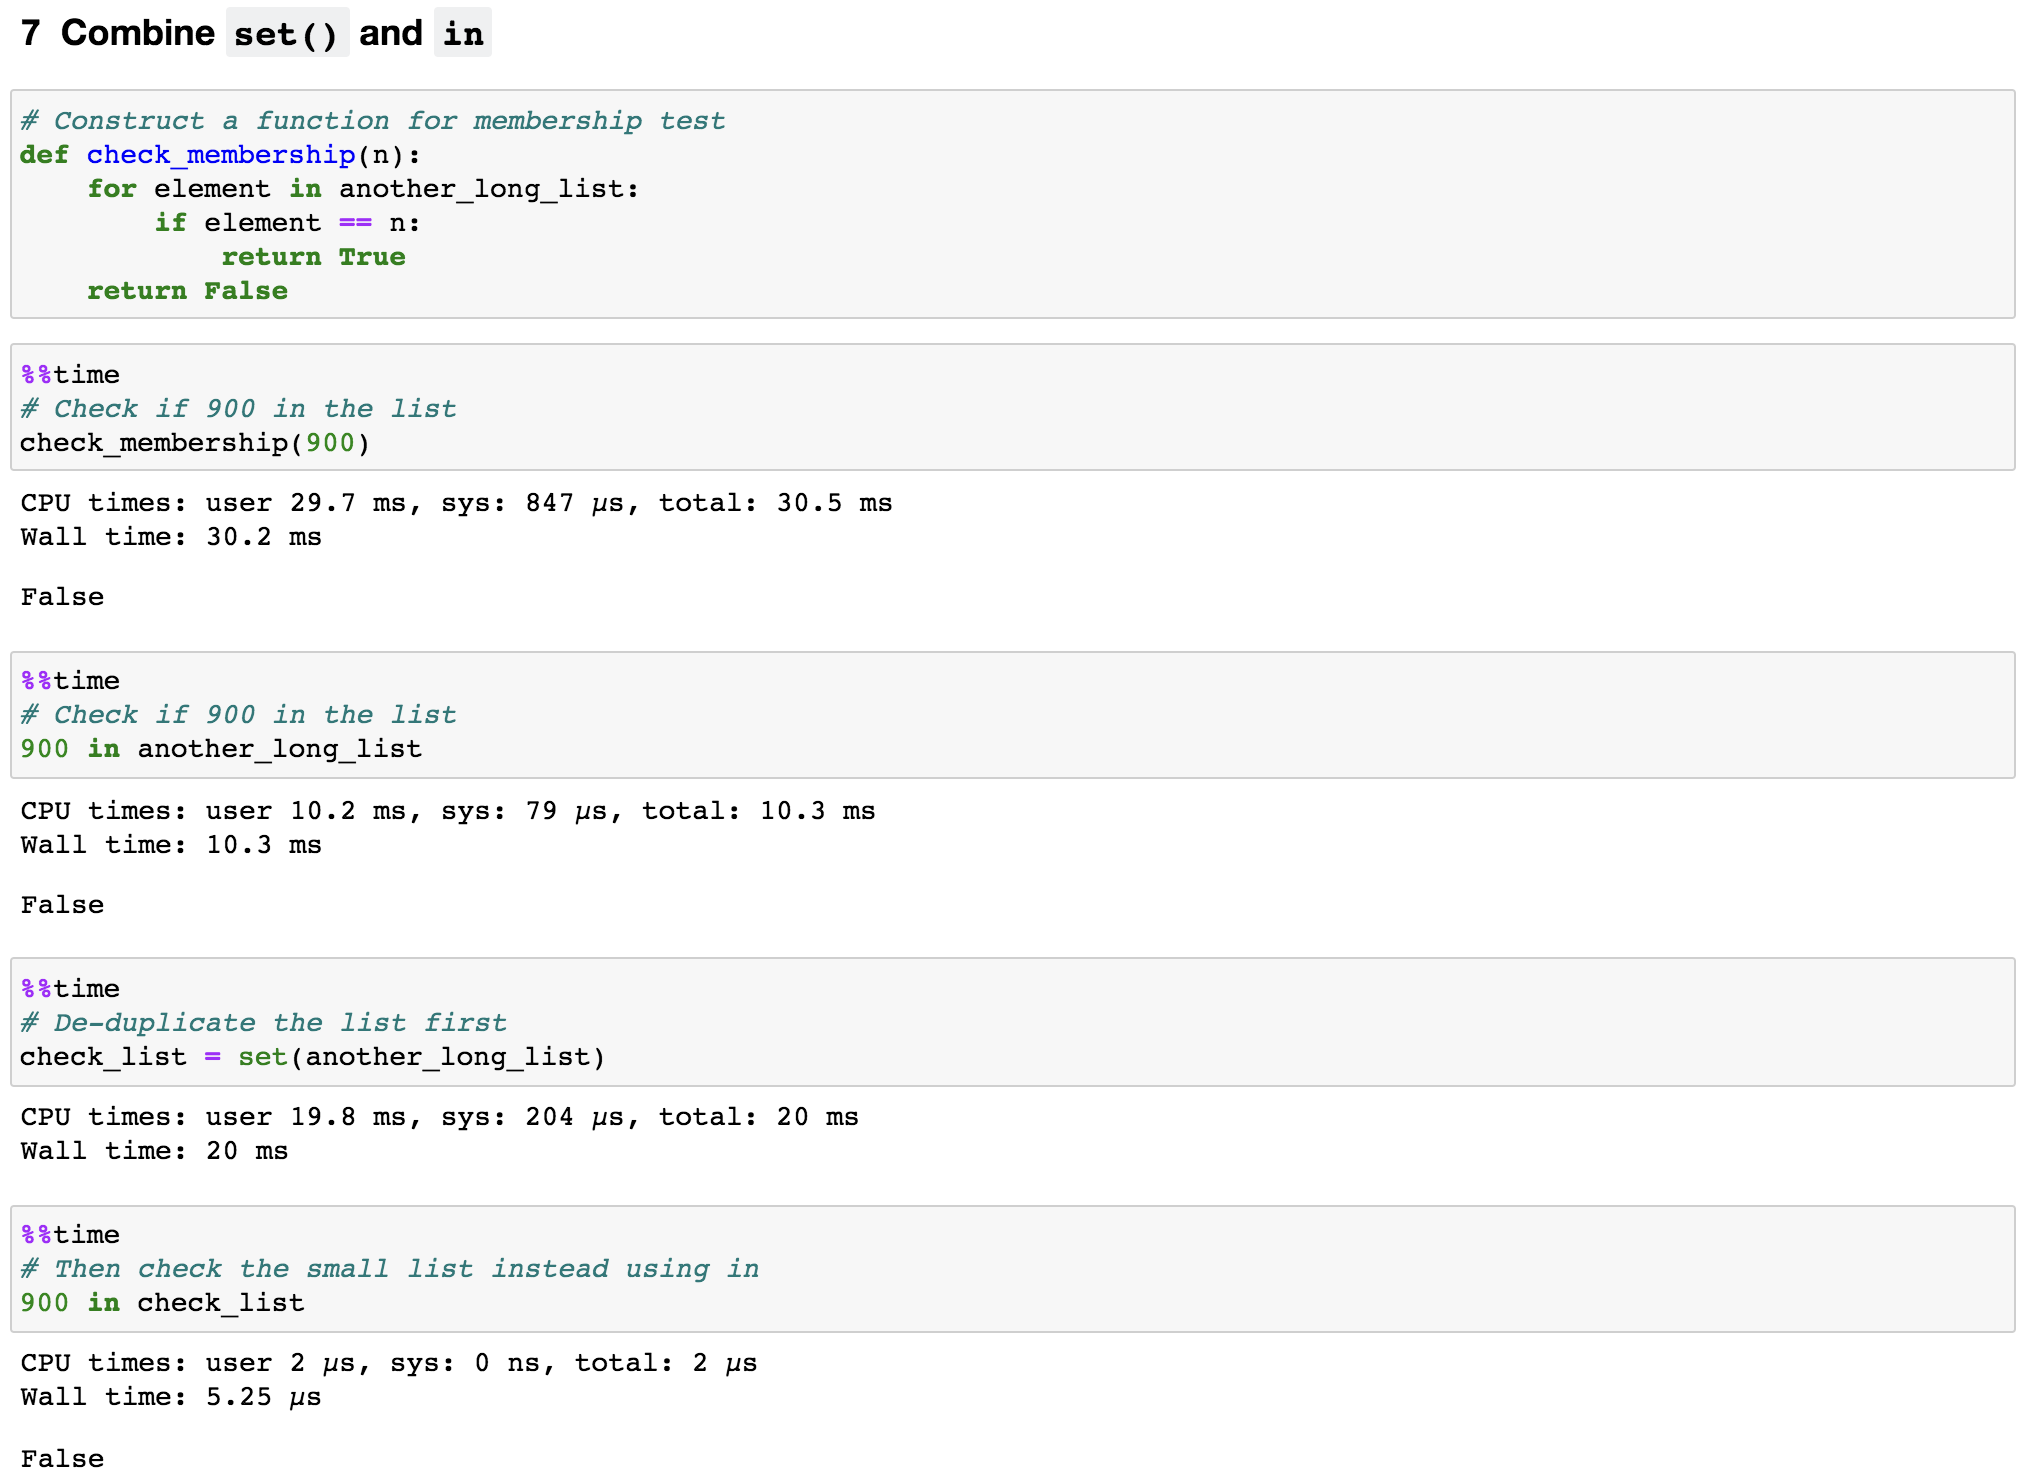 7 Combine set() and in
# Construct a function for membership test
def check_membership(n):
    for element in another_long_list:
        if element == n:
            return True
    return False
%%time
# Check if 900 in the list
check_membership(900)
CPU times: user 29.7 ms, sys: 847 µs, total: 30.5 ms
Wall time: 30.2 ms
False
%%time
# Check if 900 in the list
900 in another_long_list
CPU times: user 10.2 ms, sys: 79 µs, total: 10.3 ms
Wall time: 10.3 ms
False
%%time
# De-duplicate the list first
check_list = set(another_long_list)
CPU times: user 19.8 ms, sys: 204 µs, total: 20 ms
Wall time: 20 ms
%%time
# Then check the small list instead using in
900 in check_list
CPU times: user 2 µs, sys: 0 ns, total: 2 µs
Wall time: 5.25 µs
False